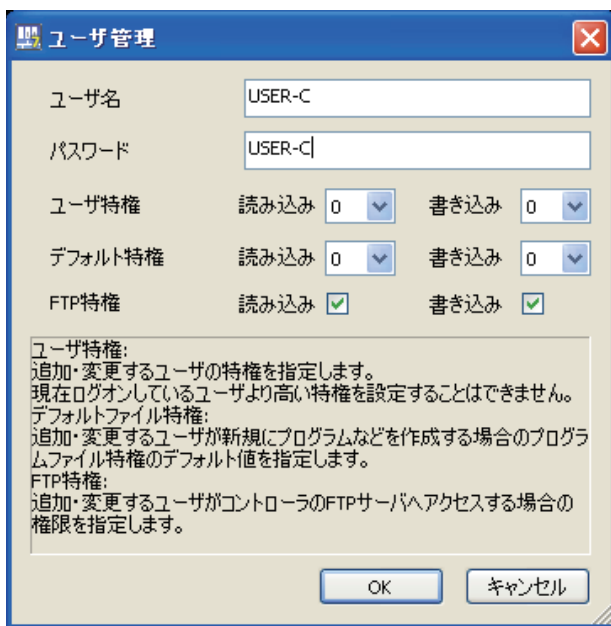 ユーザ管理
ユーザ名 USER-C
パスワード USER-C
ユーザ特権 読み込み 0 書き込み 0
デフォルト特権 読み込み 0 書き込み 0
FTP特権 読み込み 書き込み
ユーザ特権:
追加・変更するユーザの特権を指定します。
現在ログオンしているユーザより高い特権を設定することはできません。
デフォルトファイル特権:
追加・変更するユーザが新規にプログラムなどを作成する場合のプログラ
ムファイル特権のデフォルト値を指定します。
FTP特権:
追加・変更するユーザがコントローラのFTPサーバへアクセスする場合の
権限を指定します。
OK キャンセル